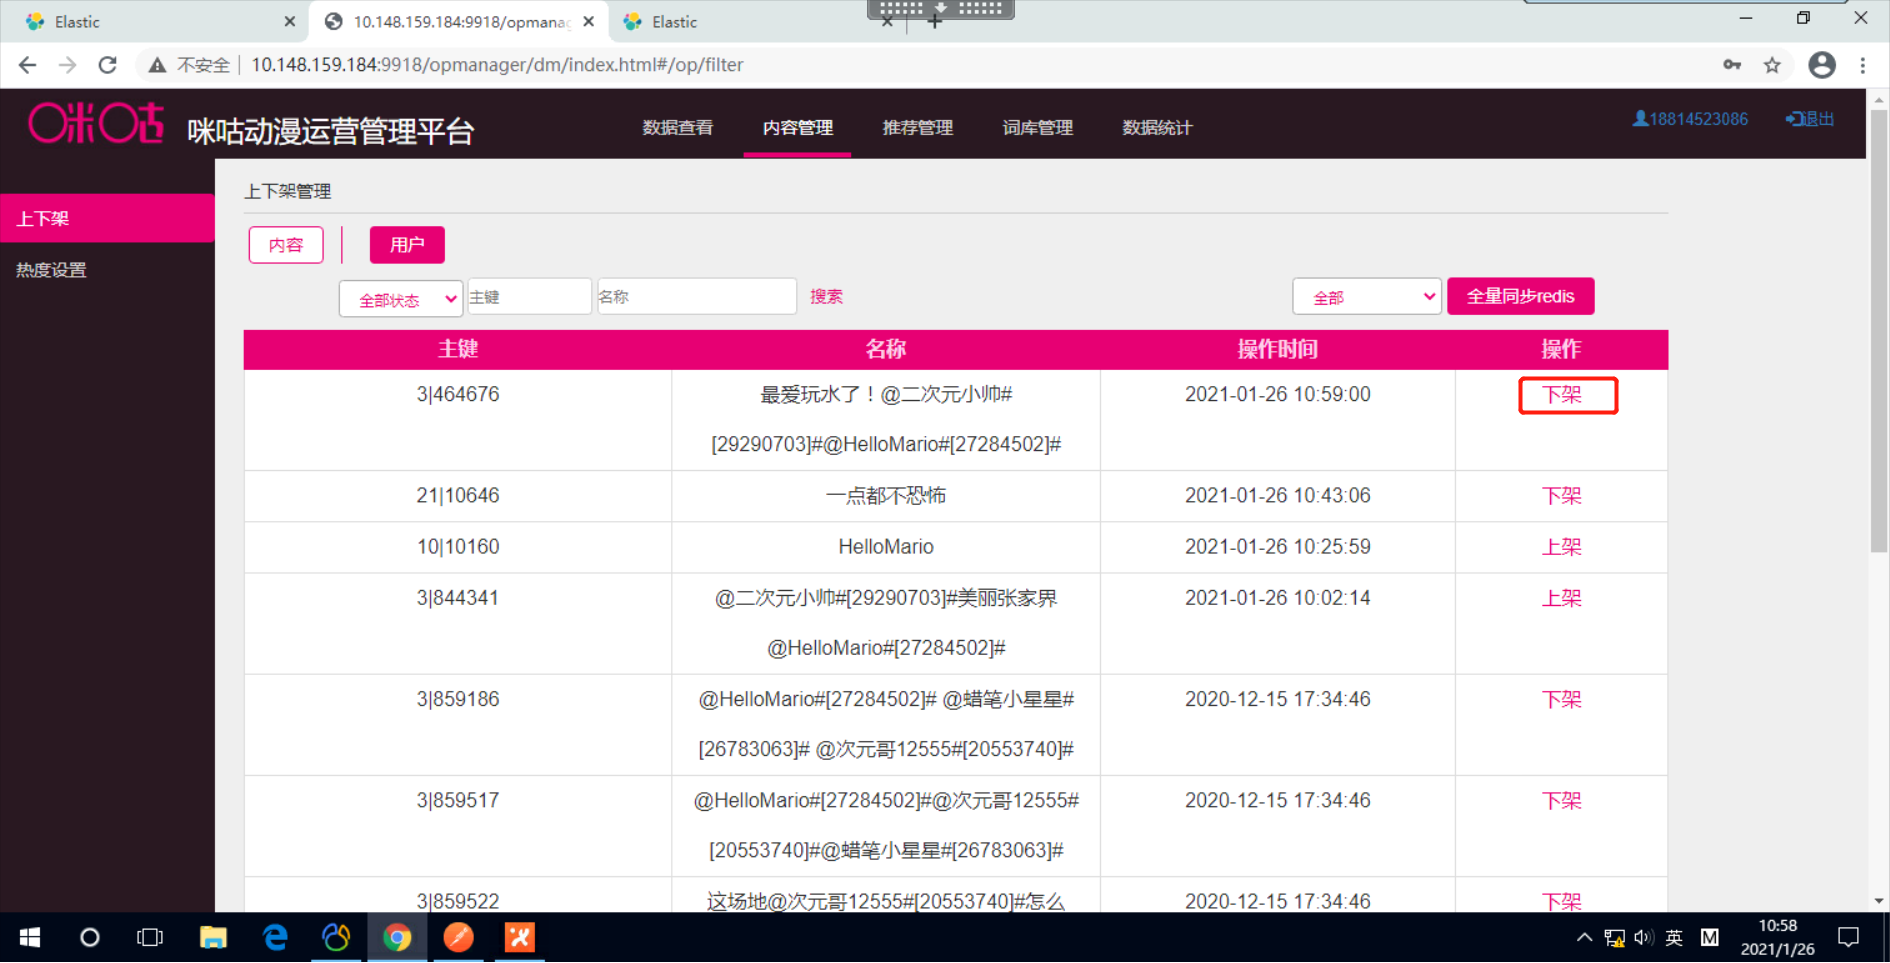 Elastic
10.148.159.184:9918/opmanag
Elastic
不安全
10.148.159.184:9918/opmanager/dm/index.html#/op/filter
咪咕
咪咕动漫运营管理平台
数据查看
内容管理
推荐管理
词库管理
数据统计
18814523086
退出
上下架
热度设置
上下架管理
内容
用户
全部状态
主键
名称
搜索
全部
全量同步redis
主键
名称
操作时间
操作
3|464676
最爱玩水了！@二次元小帅#
[29290703]#@HelloMario#[27284502]#
2021-01-26 10:59:00
下架
21|10646
一点都不恐怖
2021-01-26 10:43:06
下架
10|10160
HelloMario
2021-01-26 10:25:59
上架
3|844341
@二次元小帅#[29290703]#美丽张家界
@HelloMario#[27284502]#
2021-01-26 10:02:14
上架
3|859186
@HelloMario#[27284502]# @蜡笔小星星#
[26783063]# @次元哥12555#[20553740]#
2020-12-15 17:34:46
下架
3|859517
@HelloMario#[27284502]#@次元哥12555#
[20553740]#@蜡笔小星星#[26783063]#
2020-12-15 17:34:46
下架
3|859522
这场地@次元哥12555#[20553740]#怎么
2020-12-15 17:34:46
下架
英
M
10:58
2021/1/26